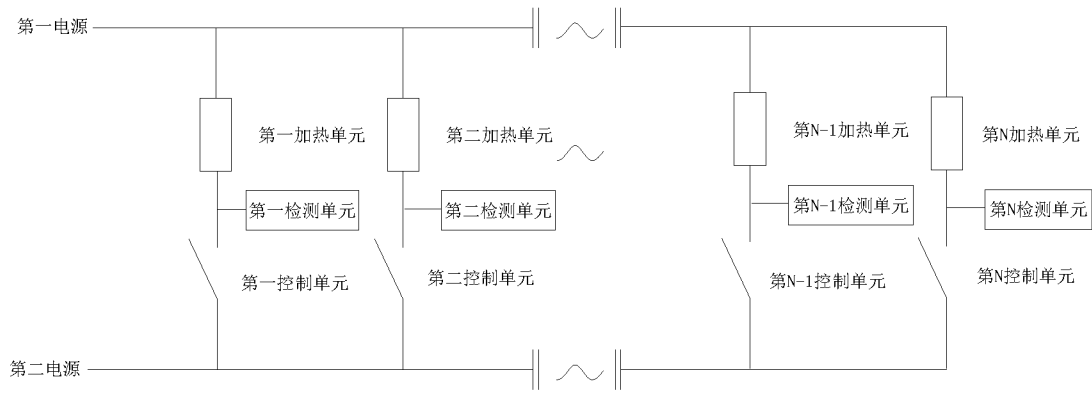 第一电源
第一加热单元
第二加热单元
第N-1加热单元
第N加热单元
第一检测单元
第二检测单元
第N-1检测单元
第N检测单元
第一控制单元
第二控制单元
第N-1控制单元
第N控制单元
第二电源